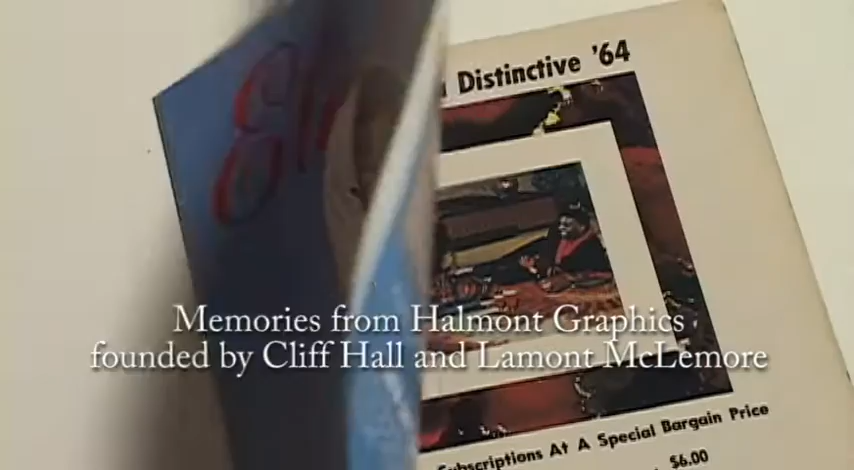 Distinctive '64
Memories from Halmont Graphics
founded by Cliff Hall and Lamont McLemore
Subscriptions At A Special Bargain Price
$6.00